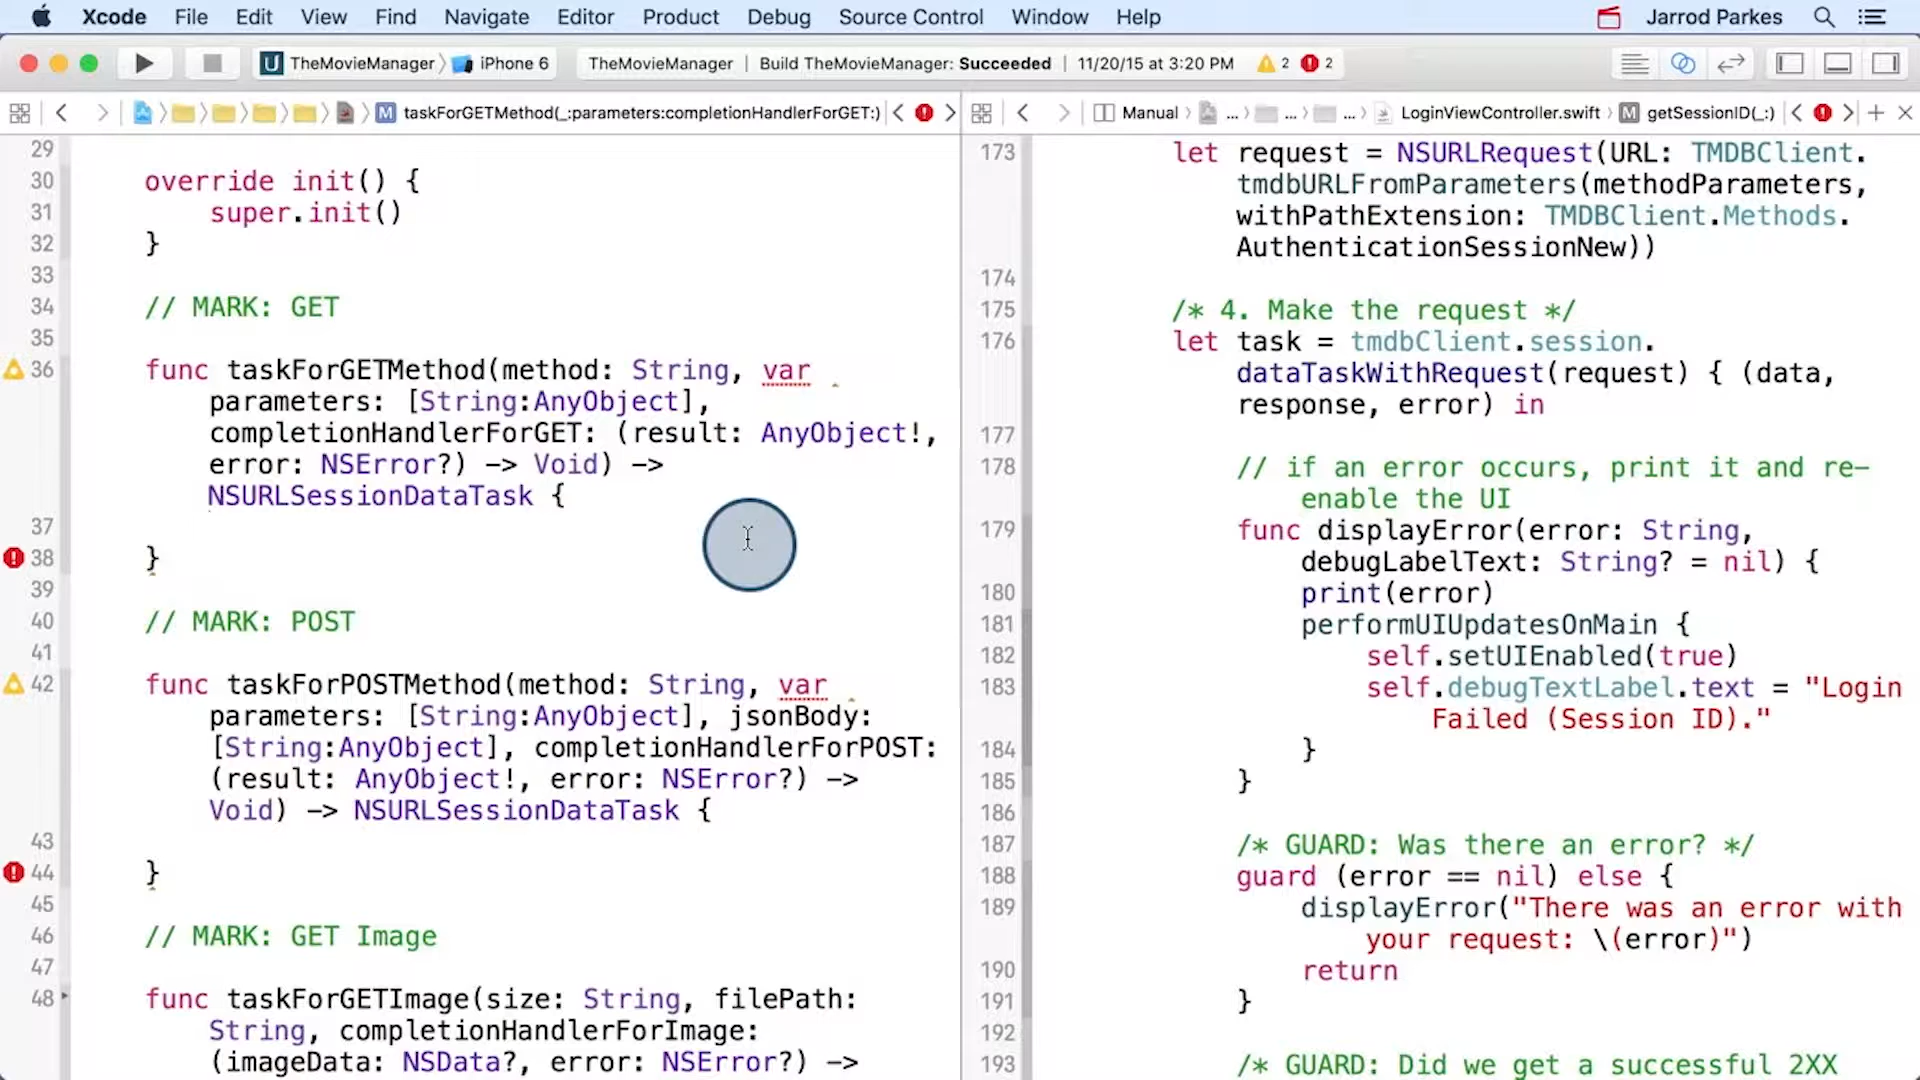 Xcode File Edit View Find Navigate Editor Product Debug Source Control Window Help Jarrod Parkes
TheMovieManager iPhone 6 TheMovieManager | Build TheMovieManager: Succeeded | 11/20/15 at 3:20 PM 2 2
M taskForGETMethod(_:parameters:completionHandlerForGET:)
Manual ... ... ... LoginViewController.swift M getSessionID(_:)
29
30 override init() {
31 super.init()
32 }
33
34 // MARK: GET
35
36 func taskForGETMethod(method: String, var
parameters: [String:AnyObject],
completionHandlerForGET: (result: AnyObject!,
error: NSError?) -> Void) ->
NSURLSessionDataTask {
37
38 }
39
40 // MARK: POST
41
42 func taskForPOSTMethod(method: String, var
parameters: [String:AnyObject], jsonBody:
[String:AnyObject], completionHandlerForPOST:
(result: AnyObject!, error: NSError?) ->
Void) -> NSURLSessionDataTask {
43
44 }
45
46 // MARK: GET Image
47
48 func taskForGETImage(size: String, filePath:
String, completionHandlerForImage:
(imageData: NSData?, error: NSError?) ->
173 let request = NSURLRequest(URL: TMDBClient.
tmdbURLFromParameters(methodParameters,
withPathExtension: TMDBClient.Methods.
AuthenticationSessionNew))
174
175 /* 4. Make the request */
176 let task = tmdbClient.session.
dataTaskWithRequest(request) { (data,
response, error) in
177
178 // if an error occurs, print it and re-
enable the UI
179 func displayError(error: String,
debugLabelText: String? = nil) {
180 print(error)
181 performUIUpdatesOnMain {
182 self.setUIEnabled(true)
183 self.debugTextLabel.text = "Login
Failed (Session ID)."
184 }
185 }
186
187 /* GUARD: Was there an error? */
188 guard (error == nil) else {
189 displayError("There was an error with
your request: \(error)")
190 return
191 }
192
193 /* GUARD: Did we get a successful 2XX